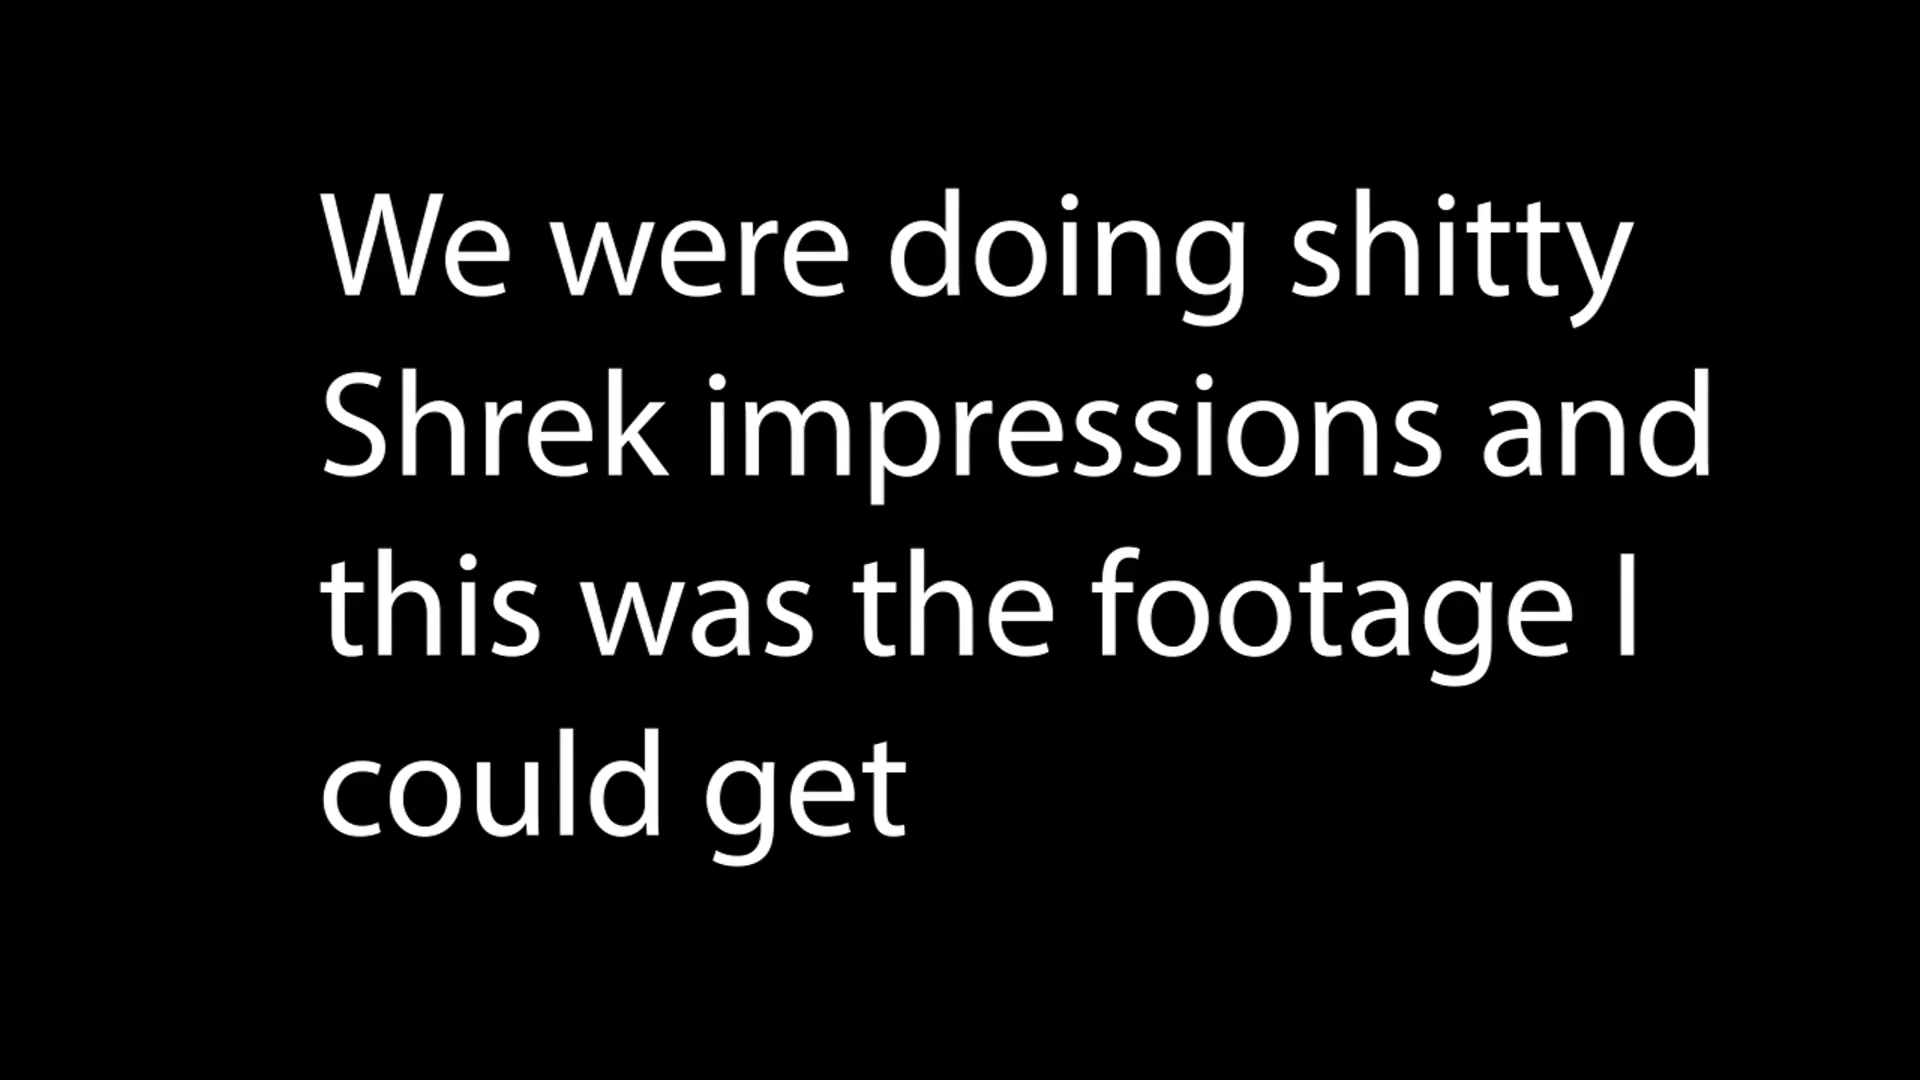 We were doing shitty
Shrek impressions and
this was the footage I
could get